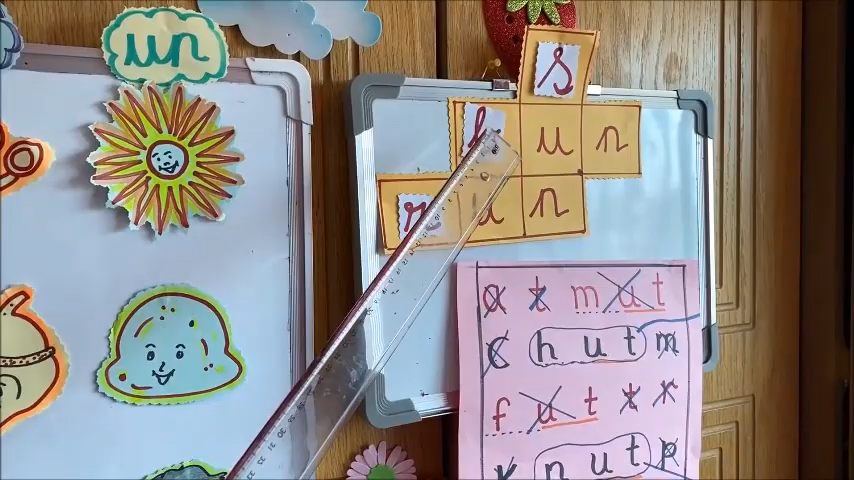 un
s
u n
u n
a t m u t
c h u t m
f u t t r
n u t p